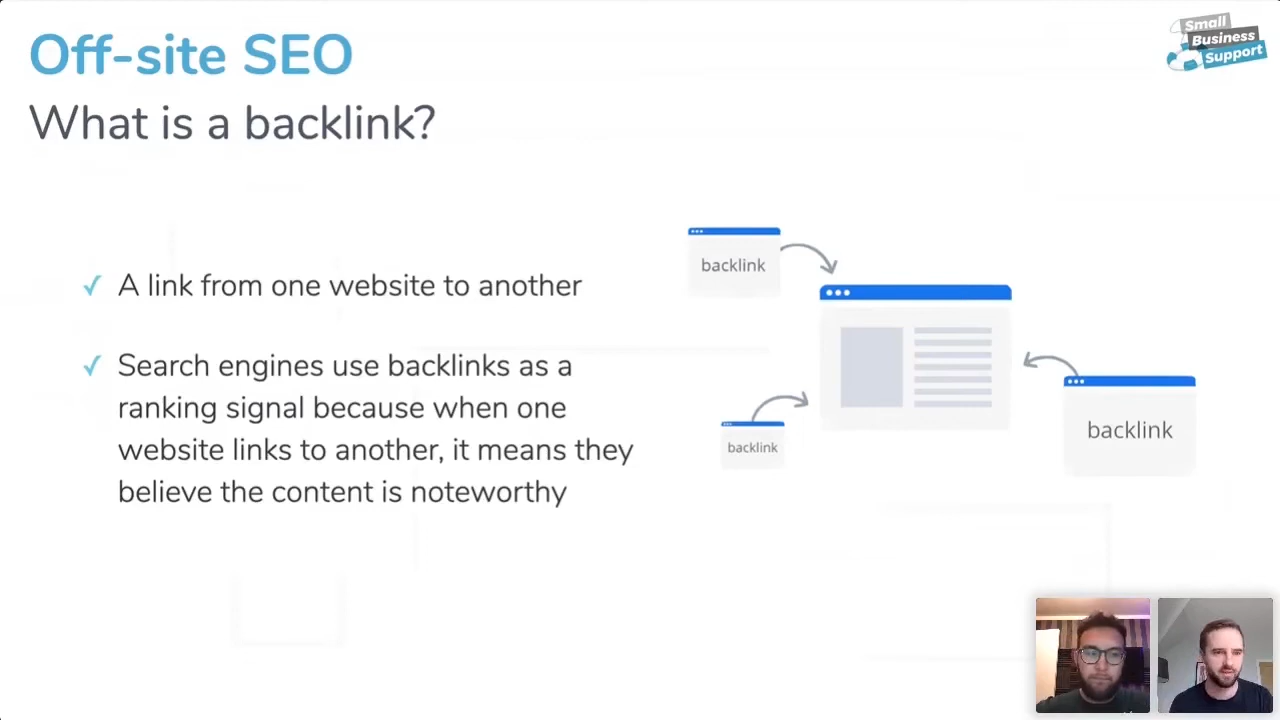 Off-site SEO
What is a backlink?
Small
Business
Support
✓ A link from one website to another
✓ Search engines use backlinks as a
ranking signal because when one
website links to another, it means they
believe the content is noteworthy
backlink
backlink
backlink